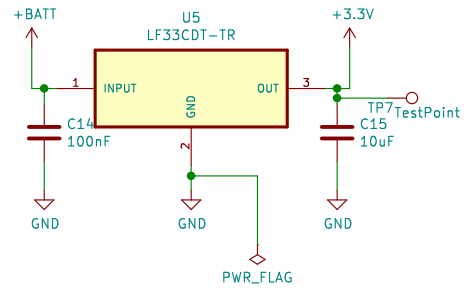 +BATT
U5
+3.3V
LF33CDT-TR
1
INPUT
OUT
3
GND
2
C14
100nF
TP7
TestPoint
C15
10uF
GND
GND
GND
PWR_FLAG